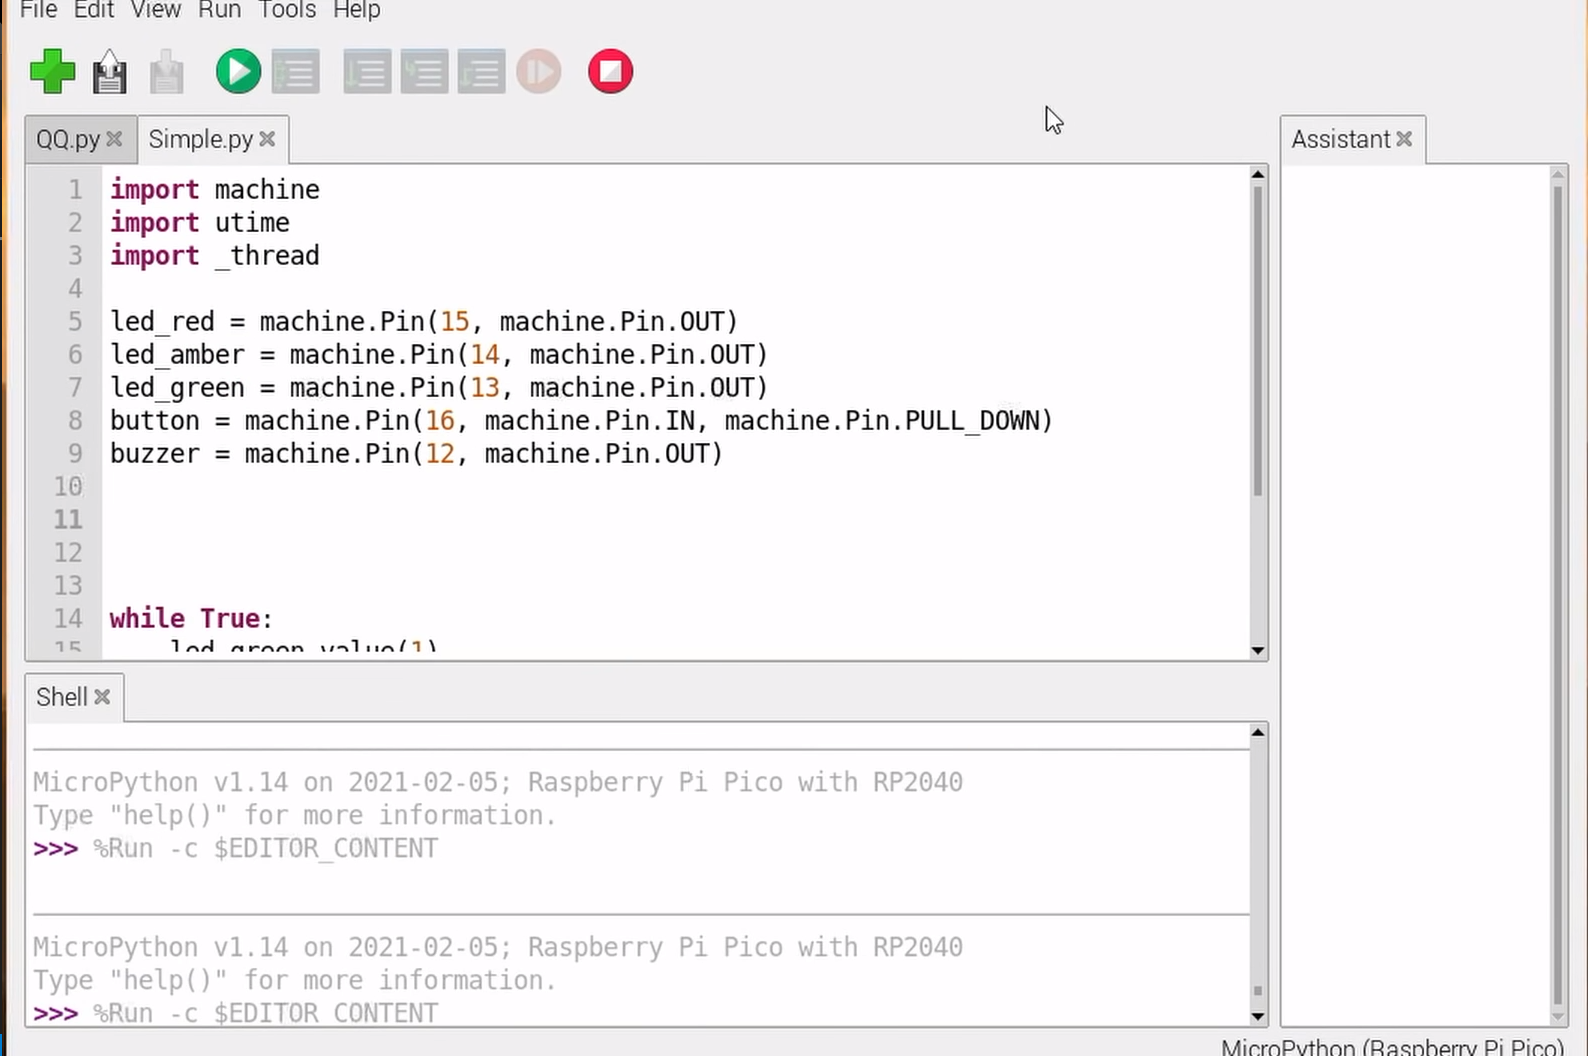 File Edit View Run Tools Help
QQ.py Simple.py
Assistant
1 import machine
2 import utime
3 import _thread
4
5 led_red = machine.Pin(15, machine.Pin.OUT)
6 led_amber = machine.Pin(14, machine.Pin.OUT)
7 led_green = machine.Pin(13, machine.Pin.OUT)
8 button = machine.Pin(16, machine.Pin.IN, machine.Pin.PULL_DOWN)
9 buzzer = machine.Pin(12, machine.Pin.OUT)
10
11
12
13
14 while True:
15 led_green.value(1)
Shell
MicroPython v1.14 on 2021-02-05; Raspberry Pi Pico with RP2040
Type "help()" for more information.
>>> %Run -c $EDITOR_CONTENT
MicroPython v1.14 on 2021-02-05; Raspberry Pi Pico with RP2040
Type "help()" for more information.
>>> %Run -c $EDITOR_CONTENT
MicroPython (Raspberry Pi Pico)